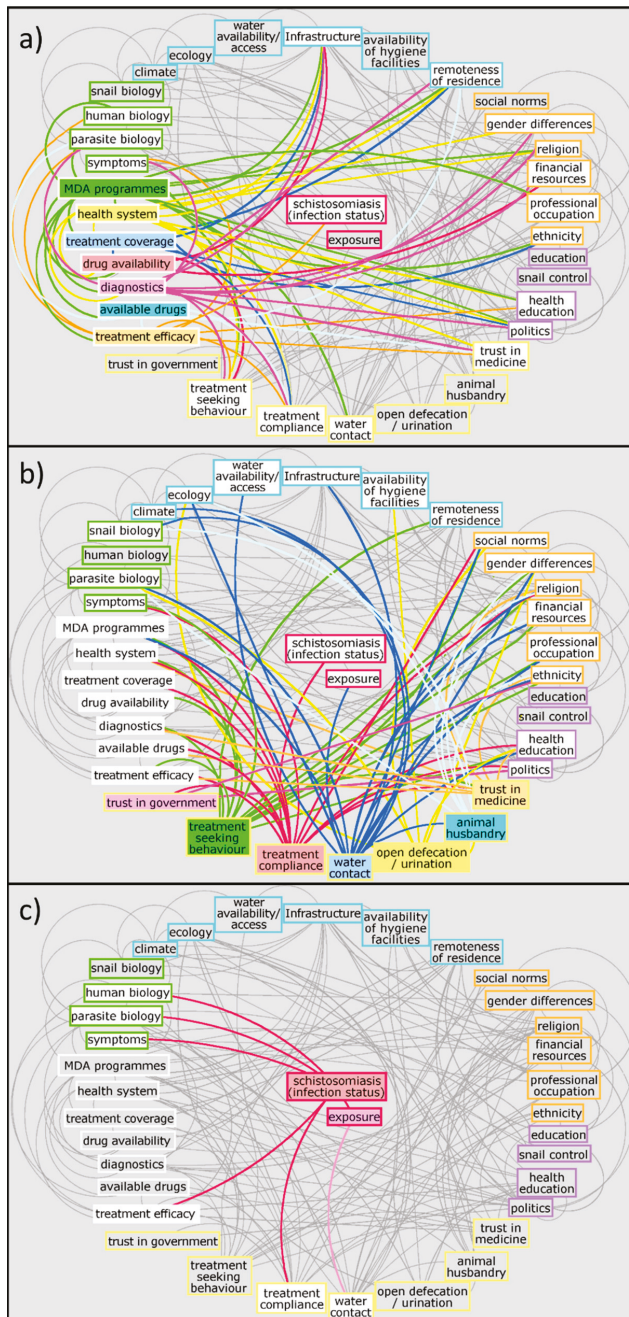 a)
water
availability/
access
Infrastructure
availability
of hygiene
facilities
ecology
climate
remoteness
of residence
snail biology
human biology
parasite biology
symptoms
MDA programmes
health system
treatment coverage
drug availability
diagnostics
available drugs
treatment efficacy
trust in government
treatment
seeking
behaviour
treatment
compliance
water
contact
open defecation
/ urination
animal
husbandry
trust in
medicine
politics
health
education
snail control
education
ethnicity
professional
occupation
financial
resources
religion
gender differences
social norms
schistosomiasis
(infection status)
exposure
b)
water
availability/
access
Infrastructure
availability
of hygiene
facilities
ecology
climate
remoteness
of residence
snail biology
human biology
parasite biology
symptoms
MDA programmes
health system
treatment coverage
drug availability
diagnostics
available drugs
treatment efficacy
trust in government
treatment
seeking
behaviour
treatment
compliance
water
contact
open defecation
/ urination
animal
husbandry
trust in
medicine
politics
health
education
snail control
education
ethnicity
professional
occupation
financial
resources
religion
gender differences
social norms
schistosomiasis
(infection status)
exposure
c)
water
availability/
access
Infrastructure
availability
of hygiene
facilities
ecology
climate
remoteness
of residence
snail biology
human biology
parasite biology
symptoms
MDA programmes
health system
treatment coverage
drug availability
diagnostics
available drugs
treatment efficacy
trust in government
treatment
seeking
behaviour
treatment
compliance
water
contact
open defecation
/ urination
animal
husbandry
trust in
medicine
politics
health
education
snail control
education
ethnicity
professional
occupation
financial
resources
religion
gender differences
social norms
schistosomiasis
(infection status)
exposure